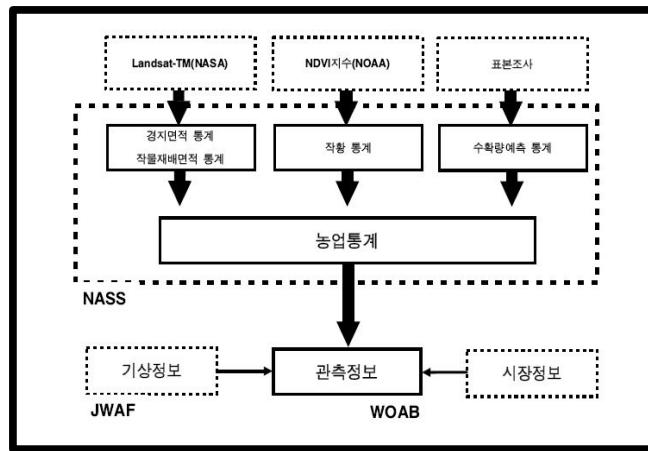 Landsat-TM(NASA)
NDVI지수(NOAA)
표본조사
경지면적 통계
작물재배면적 통계
작황 통계
수확량예측 통계
농업통계
NASS
기상정보
관측정보
시장정보
JWAF
WOAB